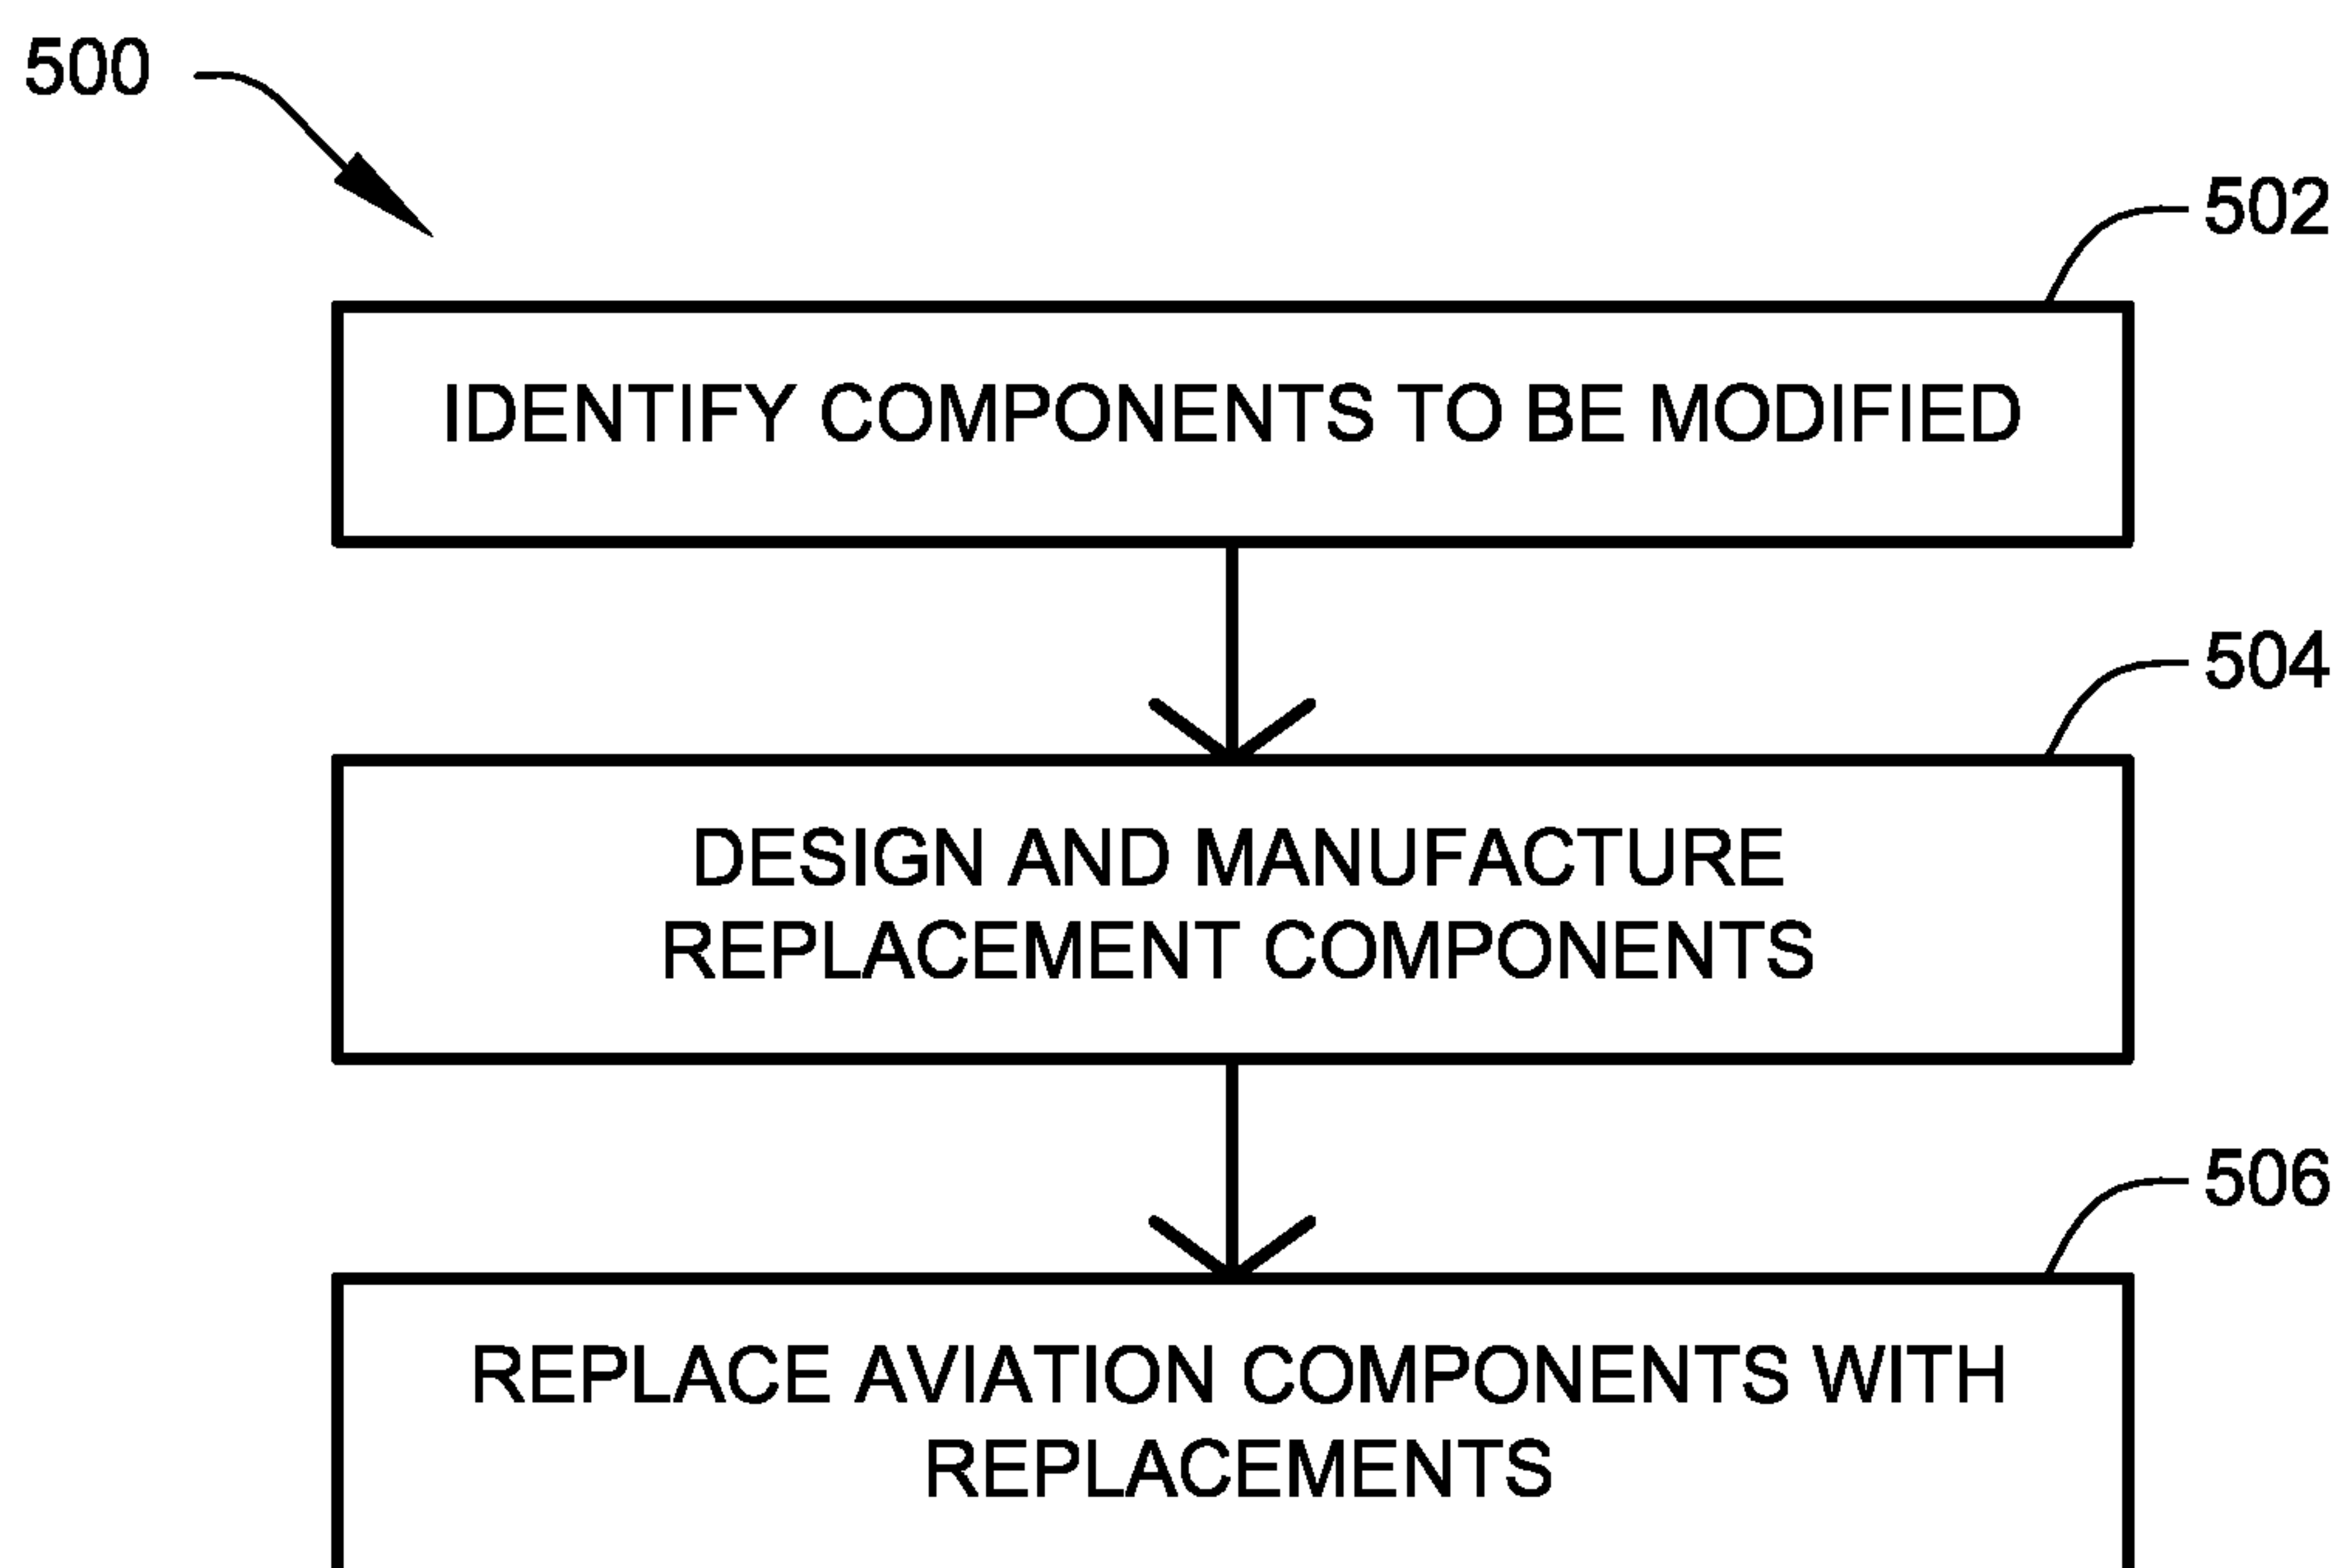 500
502
IDENTIFY COMPONENTS TO BE MODIFIED
504
DESIGN AND MANUFACTURE
REPLACEMENT COMPONENTS
506
REPLACE AVIATION COMPONENTS WITH
REPLACEMENTS